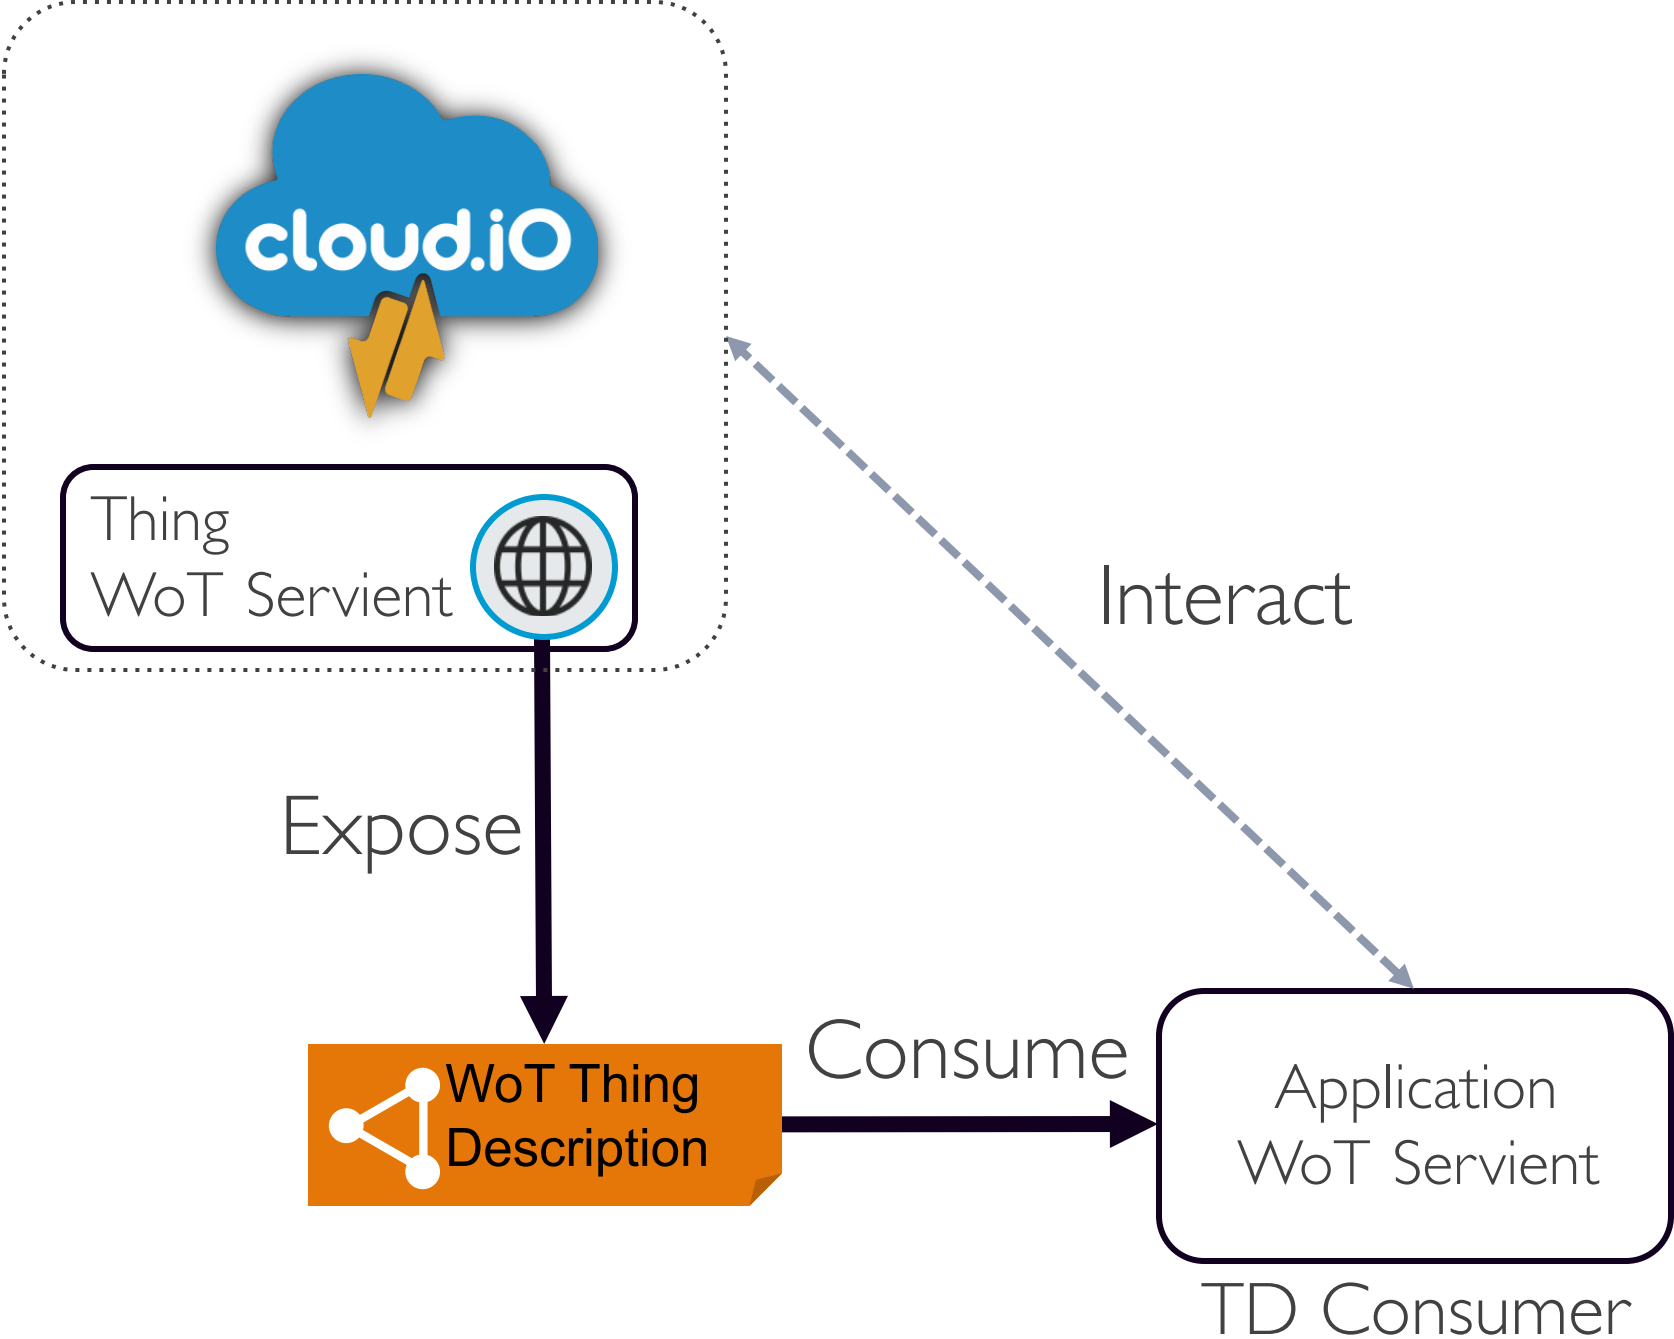 cloud.iO
Thing
WoT Servient
Interact
Expose
WoT Thing
Description
Consume
Application
WoT Servient
TD Consumer